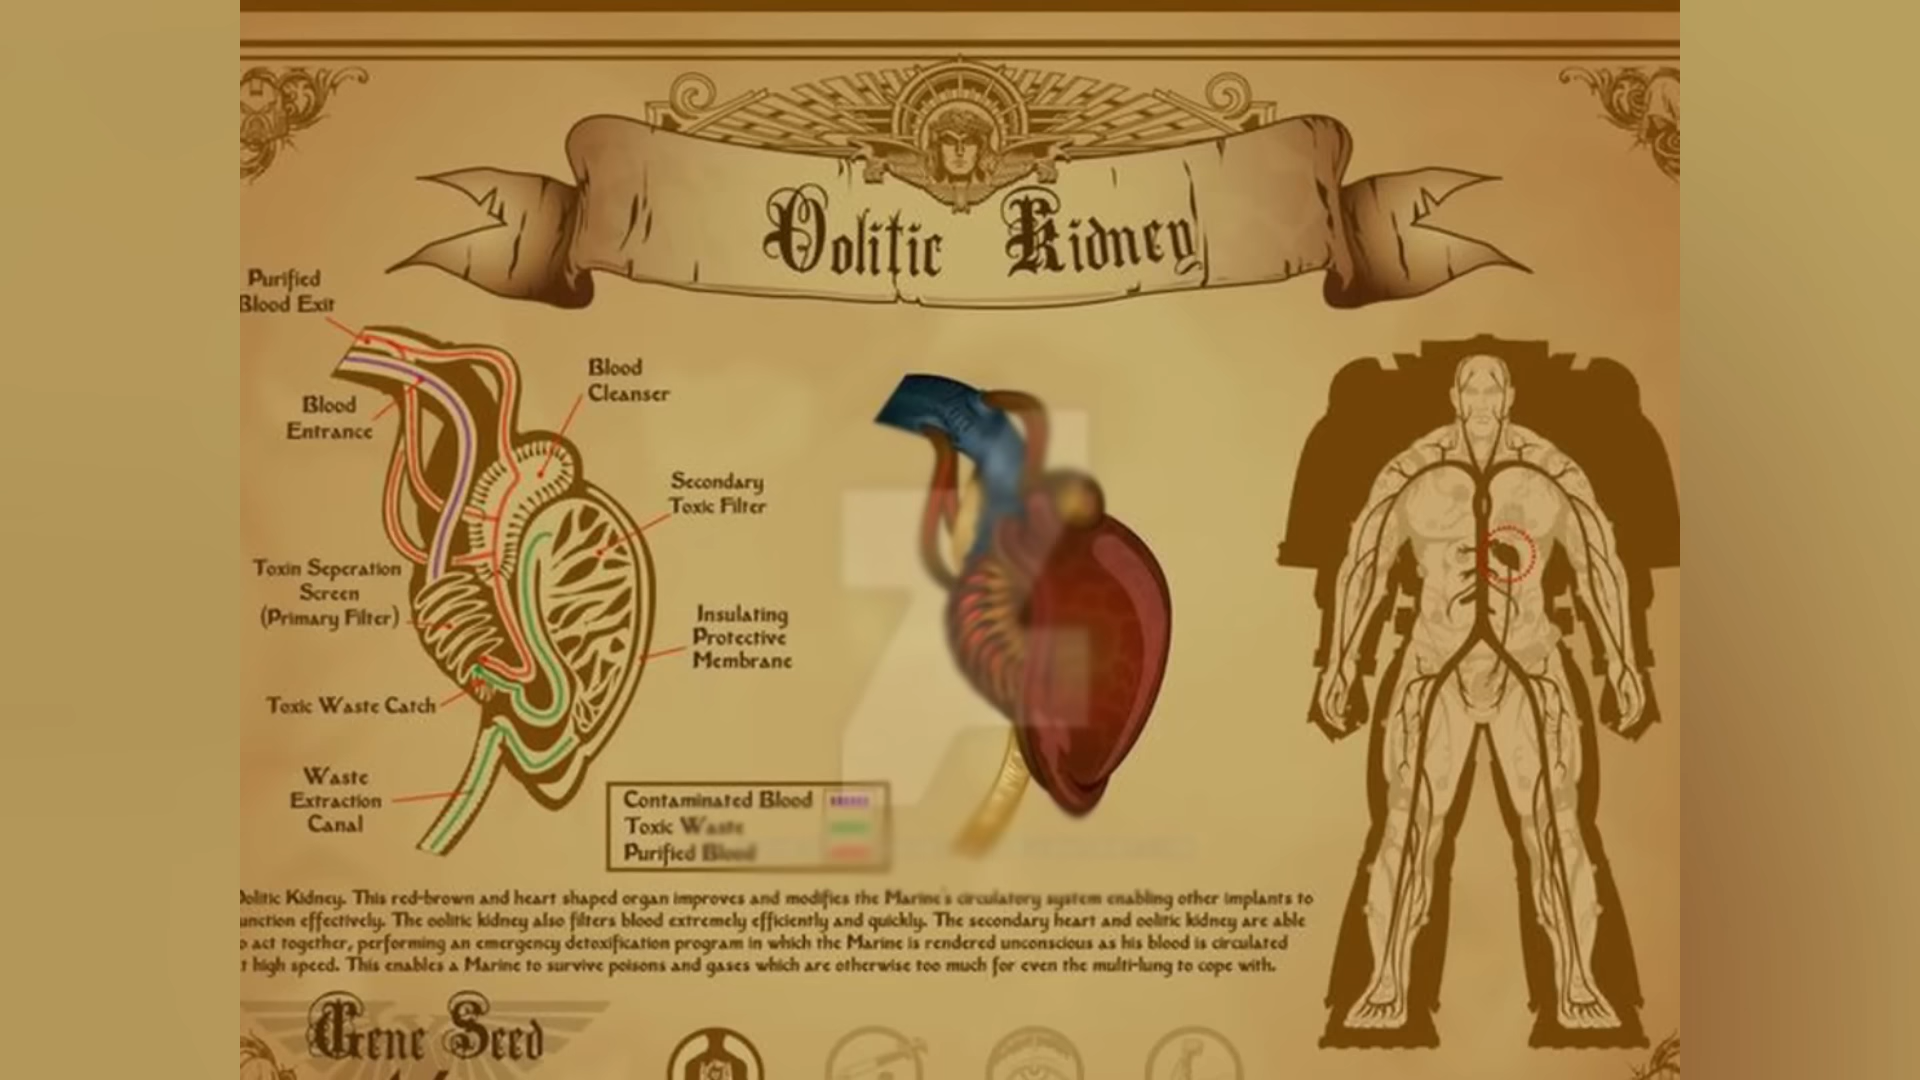 Oolitic Kidney
Purified
Blood Exit
Blood
Cleanser
Blood
Entrance
Secondary
Toxic Filter
Toxin Seperation
Screen
(Primary Filter)
Insulating
Protective
Membrane
Toxic Waste Catch
Waste
Extraction
Canal
Contaminated Blood
Toxic Waste
Purified Blood
Oolitic Kidney. This red-brown and heart shaped organ improves and modifies the Marine's circulatory system enabling other implants to
unction effectively. The oolitic kidney also filters blood extremely efficiently and quickly. The secondary heart and oolitic kidney are able
o act together, performing an emergency detoxification program in which the Marine is rendered unconscious as his blood is circulated
t high speed. This enables a Marine to survive poisons and gases which are otherwise too much for even the multi-lung to cope with.
Gene Seed